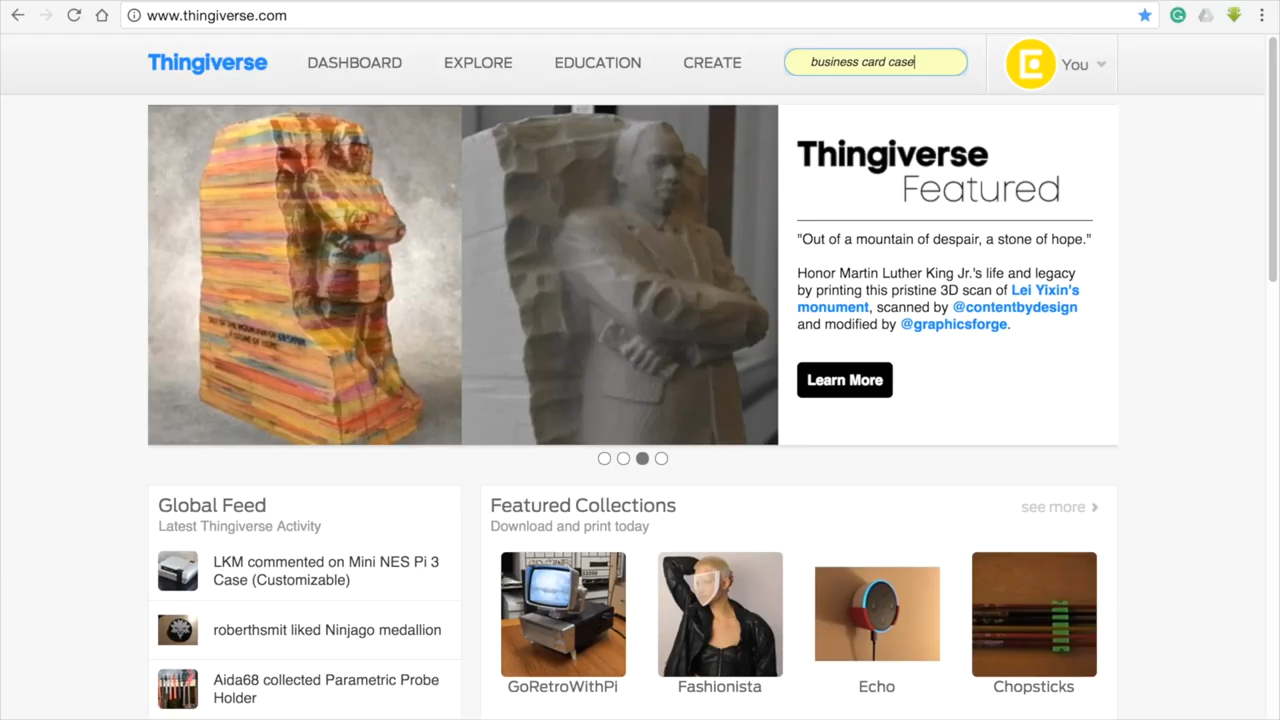 www.thingiverse.com
Thingiverse
DASHBOARD
EXPLORE
EDUCATION
CREATE
business card case
You
Thingiverse
Featured
"Out of a mountain of despair, a stone of hope."
Honor Martin Luther King Jr.'s life and legacy
by printing this pristine 3D scan of Lei Yixin's
monument, scanned by @contentbydesign
and modified by @graphicsforge.
Learn More
Global Feed
Latest Thingiverse Activity
LKM commented on Mini NES Pi 3
Case (Customizable)
roberthsmit liked Ninjago medallion
Aida68 collected Parametric Probe
Holder
Featured Collections
Download and print today
see more
GoRetroWithPi
Fashionista
Echo
Chopsticks